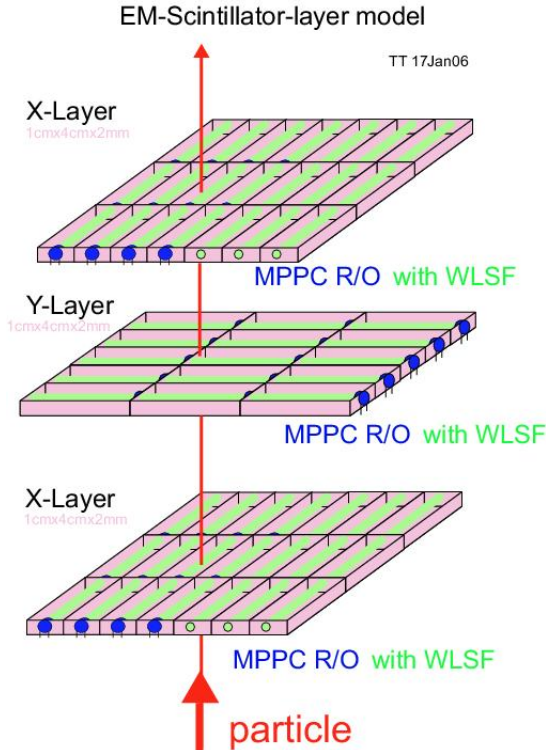 EM-Scintillator-layer model
TT 17Jan06
X-Layer
1cmx4cmx2mm
MPPC R/O with WLSF
Y-Layer
1cmx4cmx2mm
MPPC R/O with WLSF
X-Layer
1cmx4cmx2mm
MPPC R/O with WLSF
particle